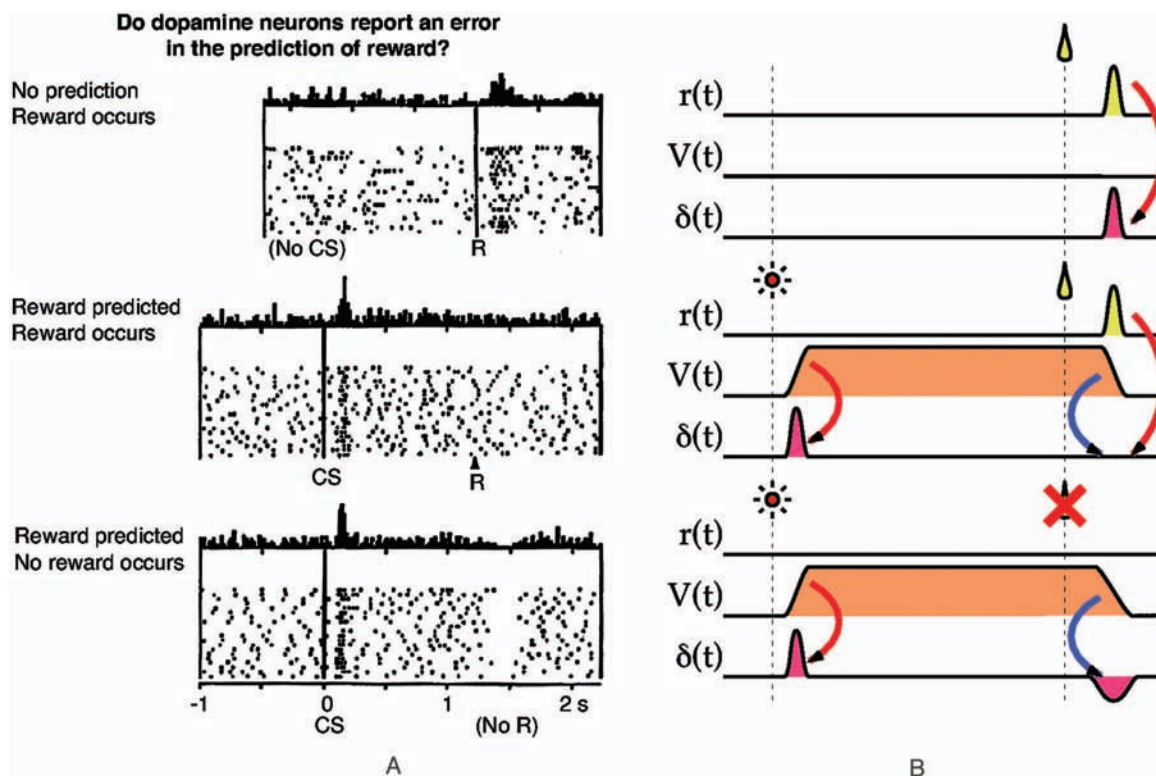 Do dopamine neurons report an error
in the prediction of reward?
No prediction
Reward occurs
(No CS)
R
Reward predicted
Reward occurs
CS
R
Reward predicted
No reward occurs
-1
0
1
2 s
CS
(No R)
A
r(t)
V(t)
δ(t)
r(t)
V(t)
δ(t)
r(t)
V(t)
δ(t)
B